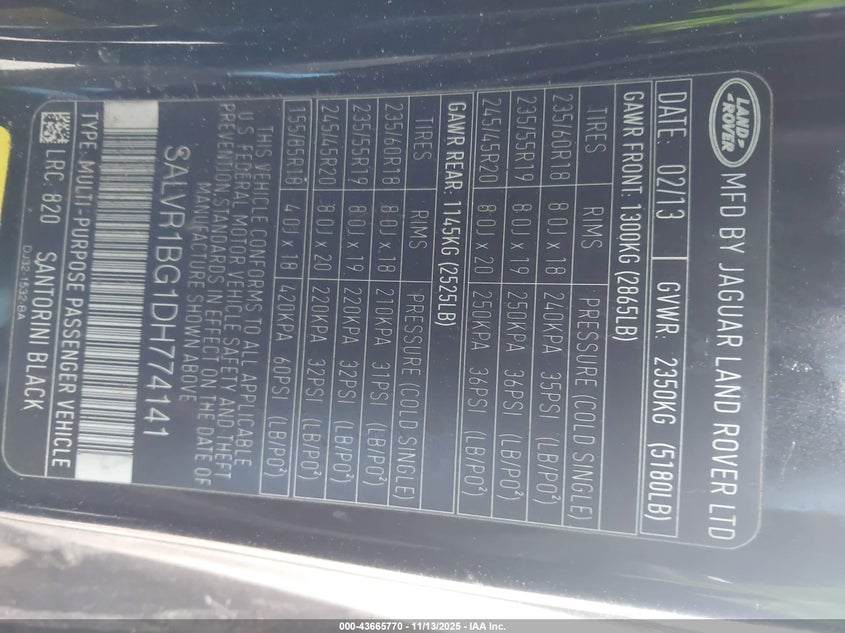 LAND ROVER
MFD BY JAGUAR LAND ROVER LTD
DATE: 02/13 GVWR: 2350KG (5180LB)
GAWR FRONT: 1300KG (2865LB)
TIRES RIMS PRESSURE (COLD SINGLE)
235/60R18 8.0J x 18 240KPA 35PSI (LB/PO²)
235/55R19 8.0J x 19 250KPA 36PSI (LB/PO²)
245/45R20 8.0J x 20 250KPA 36PSI (LB/PO²)
GAWR REAR: 1145KG (2525LB)
TIRES RIMS PRESSURE (COLD SINGLE)
235/60R18 8.0J x 18 210KPA 31PSI (LB/PO²)
235/55R19 8.0J x 19 220KPA 32PSI (LB/PO²)
245/45R20 8.0J x 20 220KPA 32PSI (LB/PO²)
155/85R18 4.0J x 18 420KPA 60PSI (LB/PO²)
THIS VEHICLE CONFORMS TO ALL APPLICABLE
U.S. FEDERAL MOTOR VEHICLE SAFETY AND THEFT
PREVENTION STANDARDS IN EFFECT ON THE DATE OF
MANUFACTURE SHOWN ABOVE
SALVR1BG1DH774141
TYPE: MULTI-PURPOSE PASSENGER VEHICLE
LRC: 820 SANTORINI BLACK
DJ32-1532-BA
000-43665770 - 11/13/2025 - IAA Inc.